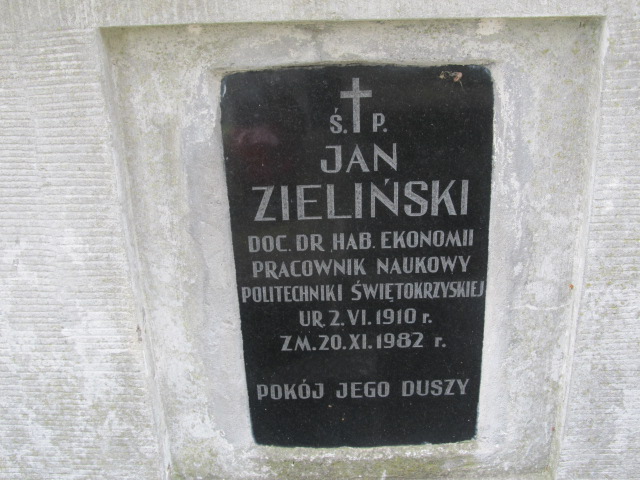 Ś. P.
JAN
ZIELIŃSKI
DOC. DR HAB. EKONOMII
PRACOWNIK NAUKOWY
POLITECHNIKI ŚWIĘTOKRZYSKIEJ
UR. 2. VI. 1910 r.
ZM. 20. XI. 1982 r.
POKÓJ JEGO DUSZY